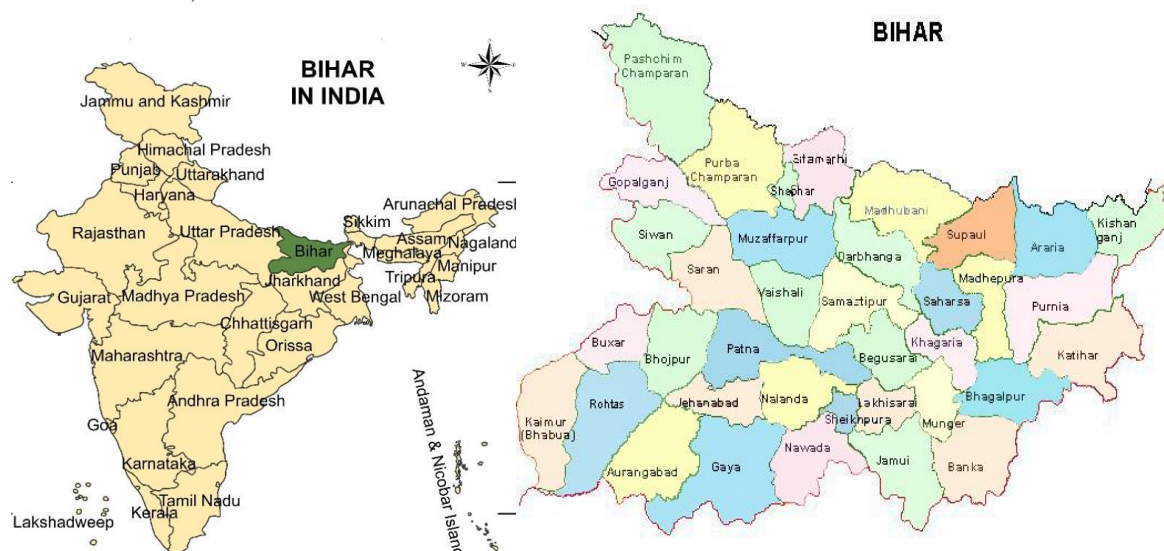 BIHAR
IN INDIA
Jammu and Kashmir
Himachal Pradesh
Punjab
Uttarakhand
Haryana
Arunachal Pradesh
Sikkim
Rajasthan
Uttar Pradesh
Assam
Nagaland
Bihar
Meghalaya
Manipur
Jharkhand
Tripura
Gujarat
Madhya Pradesh
West Bengal
Mizoram
Chhattisgarh
Orissa
Maharashtra
Andhra Pradesh
Goa
Karnataka
Tamil Nadu
Kerala
Lakshadweep
Andaman & Nicobar Island
BIHAR
Pashchim
Champaran
Purba
Champaran
Sitamarhi
Gopalganj
Madhubani
Siwan
Muzaffarpur
Supaul
Araria
Kishan
ganj
Darbhanga
Saran
Madhepura
Vaishali
Samaztipur
Saharsa
Purnia
Buxar
Bhojpur
Patna
Begusarai
Khagaria
Katihar
Rohtas
Jehanabad
Nalanda
Lakhisarai
Bhagalpur
Kaimur
(Bhabua)
Sheikhpura
Munger
Aurangabad
Gaya
Nawada
Jamui
Banka